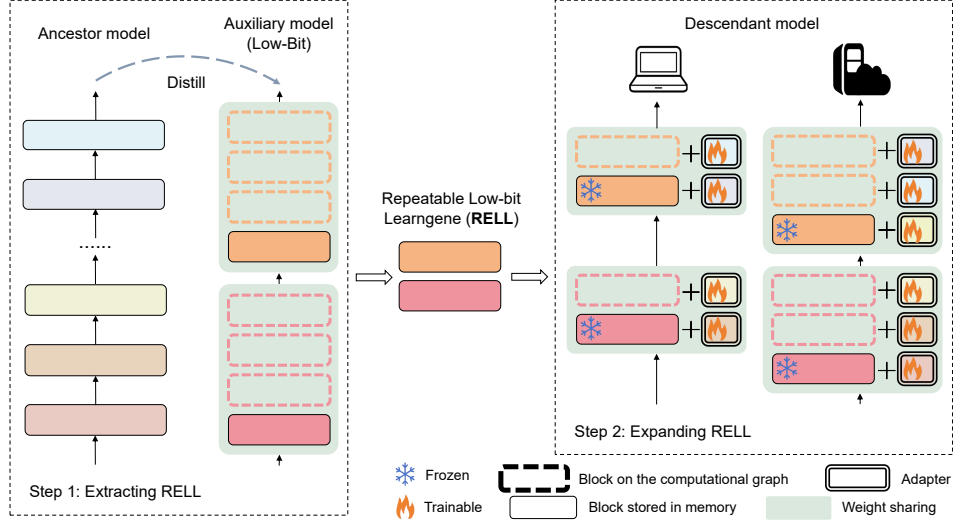 Ancestor model
Auxiliary model
(Low-Bit)
Distill
......
Step 1: Extracting RELL
Repeatable Low-bit
Learngene (RELL)
Descendant model
+
+
+
+
+
+
+
+
+
+
Step 2: Expanding RELL
Frozen
Block on the computational graph
Adapter
Trainable
Block stored in memory
Weight sharing